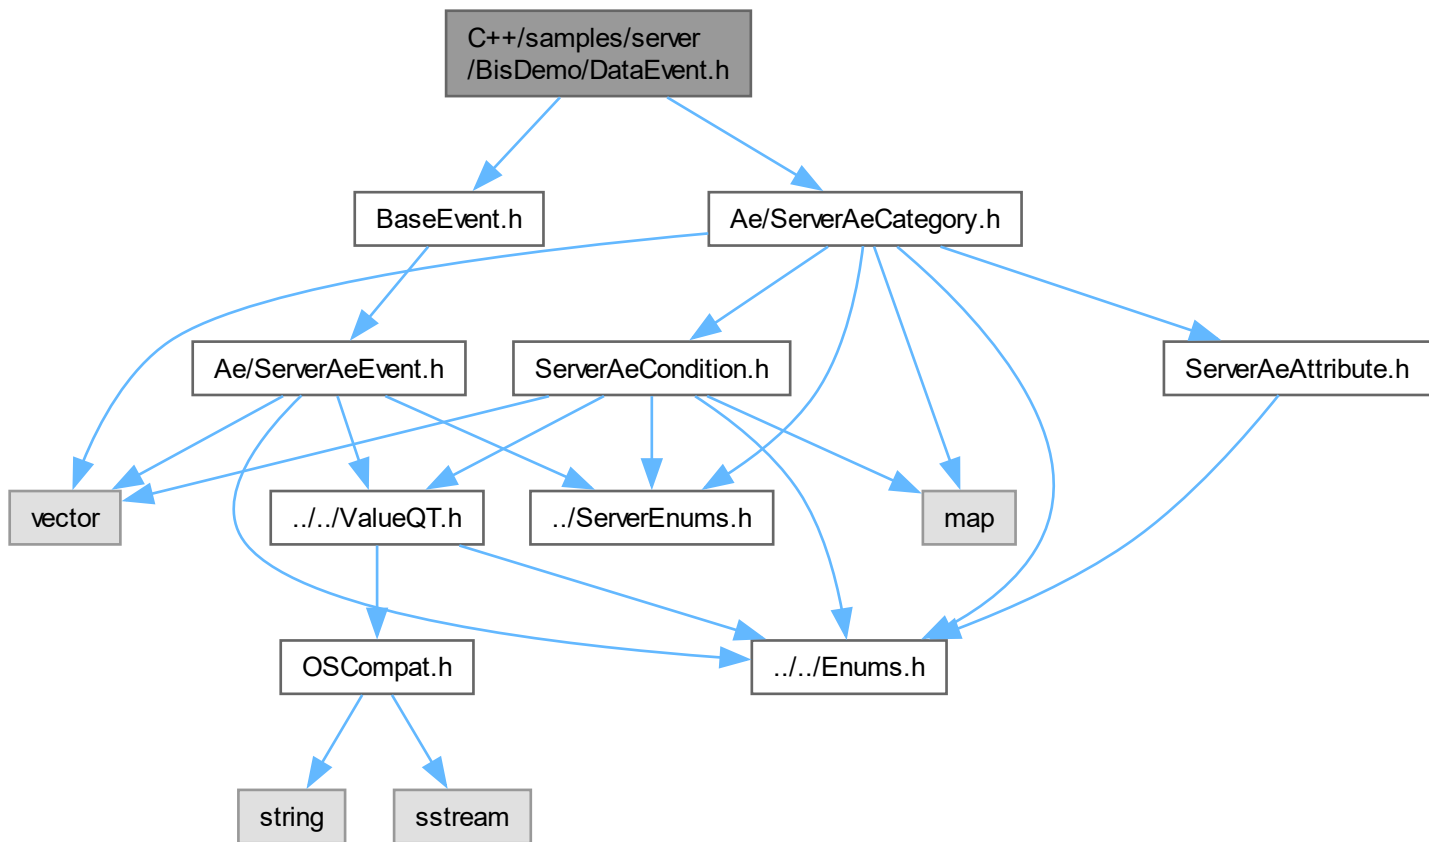 C++/samples/server
/BisDemo/DataEvent.h
BaseEvent.h
Ae/ServerAeCategory.h
Ae/ServerAeEvent.h
ServerAeCondition.h
ServerAeAttribute.h
vector
../../ValueQT.h
../ServerEnums.h
map
OSCompat.h
../../Enums.h
string
sstream